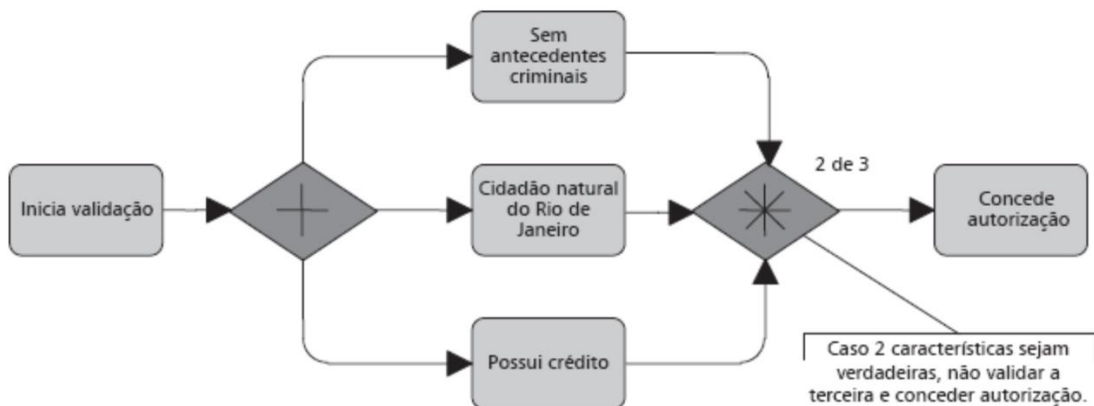 Sem
antecedentes
criminais
Inicia validação
Cidadão natural
do Rio de
Janeiro
2 de 3
Concede
autorização
Possui crédito
Caso 2 características sejam
verdadeiras, não validar a
terceira e conceder autorização.